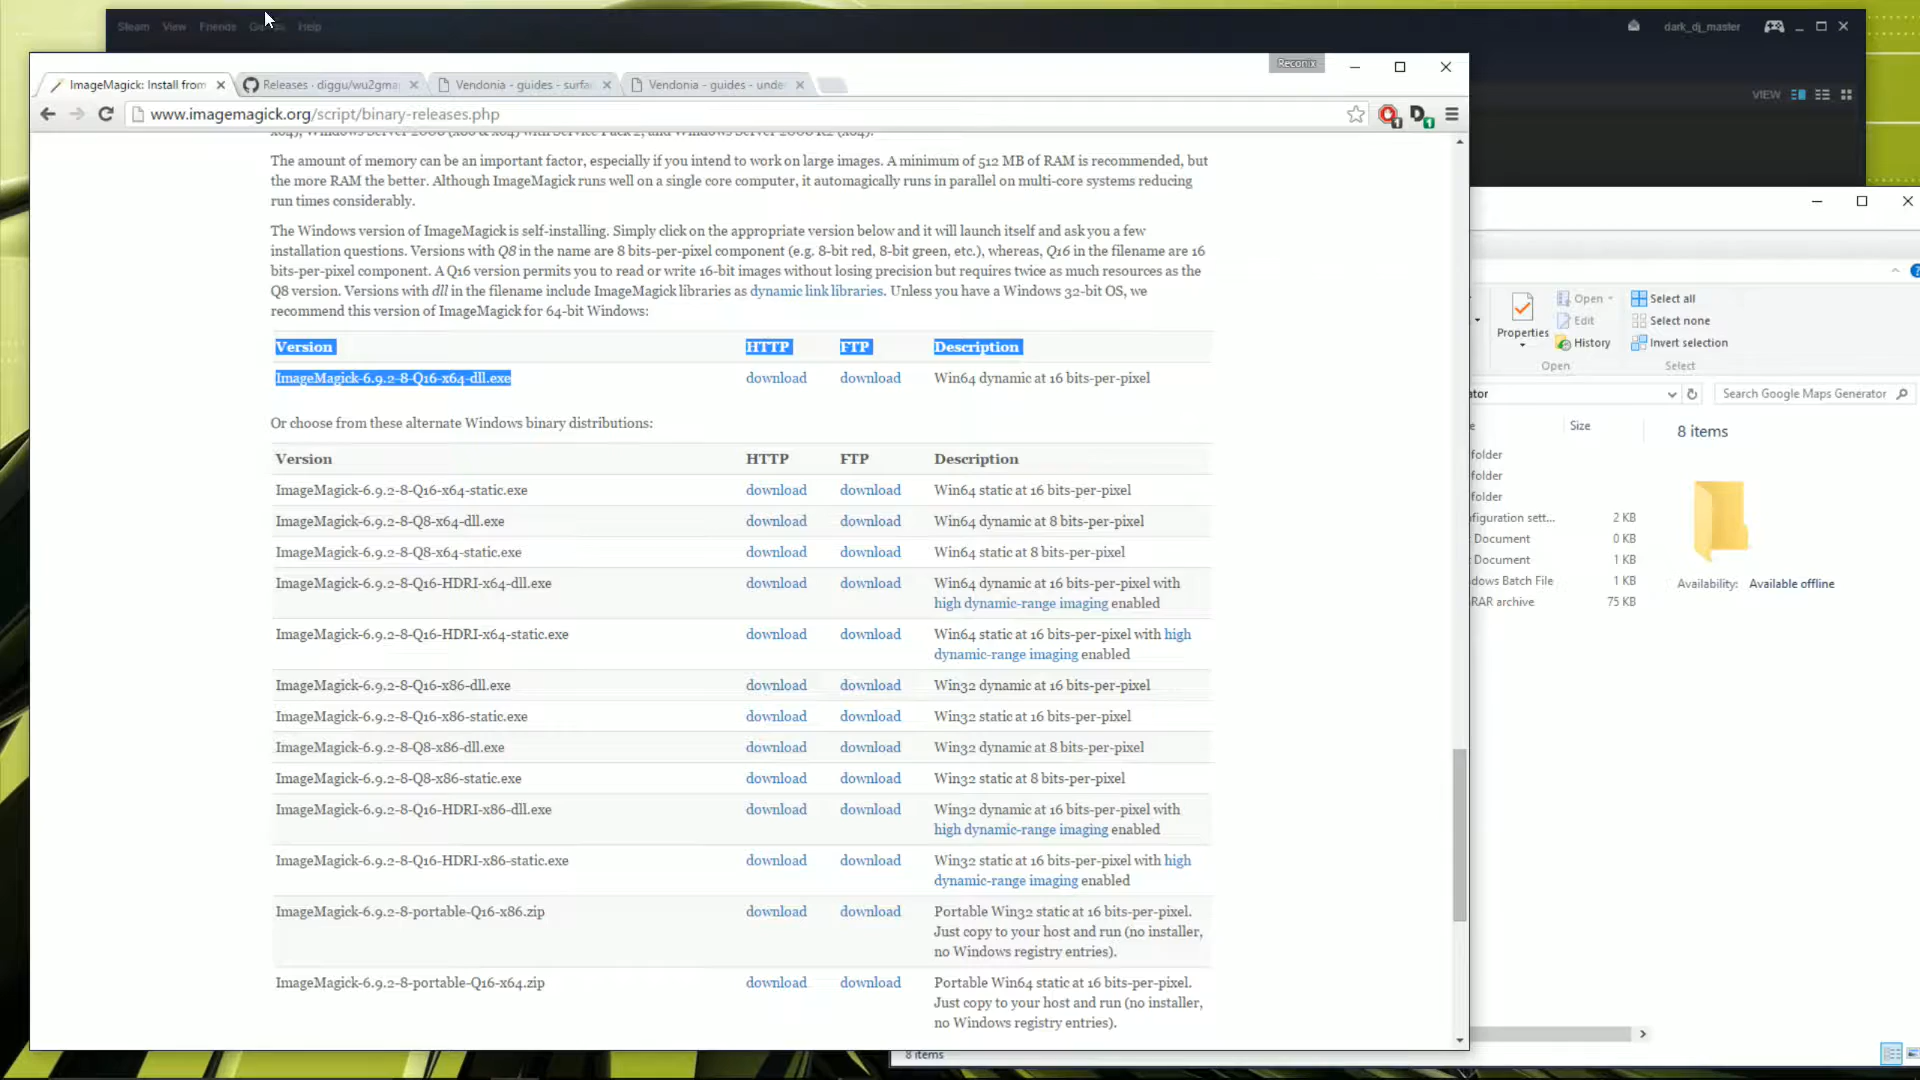 Steam View Friends Games Help
dark_dj_master
Reconix
ImageMagick: Install from
Releases · diggu/wu2gma
Vendonia - guides - surfa
Vendonia - guides - unde
www.imagemagick.org/script/binary-releases.php
VIEW
The amount of memory can be an important factor, especially if you intend to work on large images. A minimum of 512 MB of RAM is recommended, but
the more RAM the better. Although ImageMagick runs well on a single core computer, it automagically runs in parallel on multi-core systems reducing
run times considerably.
The Windows version of ImageMagick is self-installing. Simply click on the appropriate version below and it will launch itself and ask you a few
installation questions. Versions with Q8 in the name are 8 bits-per-pixel component (e.g. 8-bit red, 8-bit green, etc.), whereas, Q16 in the filename are 16
bits-per-pixel component. A Q16 version permits you to read or write 16-bit images without losing precision but requires twice as much resources as the
Q8 version. Versions with dll in the filename include ImageMagick libraries as dynamic link libraries. Unless you have a Windows 32-bit OS, we
recommend this version of ImageMagick for 64-bit Windows:
Version HTTP FTP Description
ImageMagick-6.9.2-8-Q16-x64-dll.exe download download Win64 dynamic at 16 bits-per-pixel
Or choose from these alternate Windows binary distributions:
Version HTTP FTP Description
ImageMagick-6.9.2-8-Q16-x64-static.exe download download Win64 static at 16 bits-per-pixel
ImageMagick-6.9.2-8-Q8-x64-dll.exe download download Win64 dynamic at 8 bits-per-pixel
ImageMagick-6.9.2-8-Q8-x64-static.exe download download Win64 static at 8 bits-per-pixel
ImageMagick-6.9.2-8-Q16-HDRI-x64-dll.exe download download Win64 dynamic at 16 bits-per-pixel with
high dynamic-range imaging enabled
ImageMagick-6.9.2-8-Q16-HDRI-x64-static.exe download download Win64 static at 16 bits-per-pixel with high
dynamic-range imaging enabled
ImageMagick-6.9.2-8-Q16-x86-dll.exe download download Win32 dynamic at 16 bits-per-pixel
ImageMagick-6.9.2-8-Q16-x86-static.exe download download Win32 static at 16 bits-per-pixel
ImageMagick-6.9.2-8-Q8-x86-dll.exe download download Win32 dynamic at 8 bits-per-pixel
ImageMagick-6.9.2-8-Q8-x86-static.exe download download Win32 static at 8 bits-per-pixel
ImageMagick-6.9.2-8-Q16-HDRI-x86-dll.exe download download Win32 dynamic at 16 bits-per-pixel with
high dynamic-range imaging enabled
ImageMagick-6.9.2-8-Q16-HDRI-x86-static.exe download download Win32 static at 16 bits-per-pixel with high
dynamic-range imaging enabled
ImageMagick-6.9.2-8-portable-Q16-x86.zip download download Portable Win32 static at 16 bits-per-pixel.
Just copy to your host and run (no installer,
no Windows registry entries).
ImageMagick-6.9.2-8-portable-Q16-x64.zip download download Portable Win64 static at 16 bits-per-pixel.
Just copy to your host and run (no installer,
no Windows registry entries).
Properties
Open
Edit
History
Open
Select all
Select none
Invert selection
Select
ator
Search Google Maps Generator
e Size
folder
folder
folder
figuration sett... 2 KB
Document 0 KB
Document 1 KB
dows Batch File 1 KB
RAR archive 75 KB
8 items
Availability: Available offline
8 items